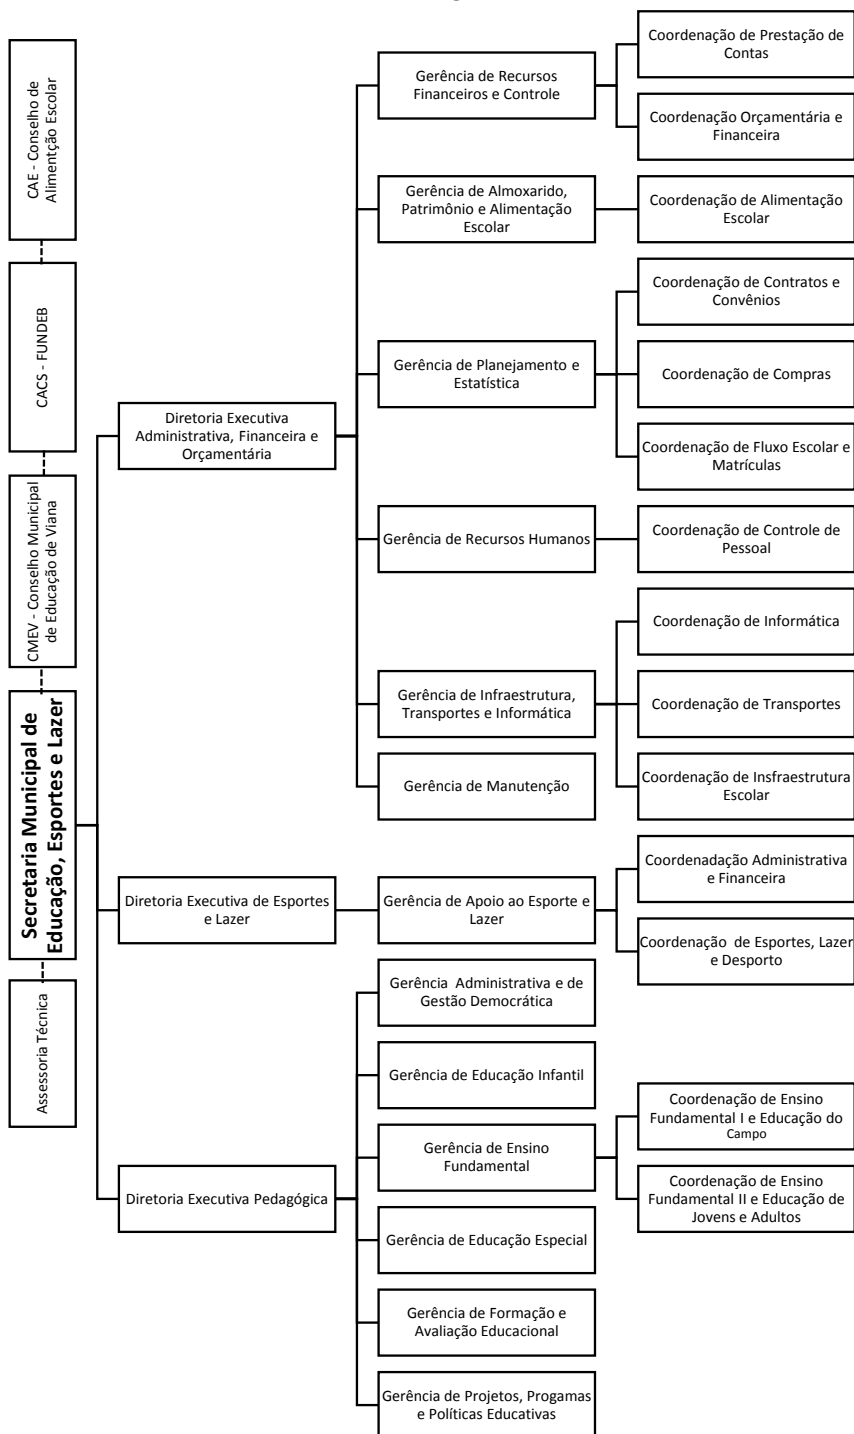 CAE - Conselho de
Alimentção Escolar
CACS - FUNDEB
CMEV - Conselho Municipal
de Educação de Viana
Secretaria Municipal de
Educação, Esportes e Lazer
Assessoria Técnica
Diretoria Executiva
Administrativa, Financeira e
Orçamentária
Gerência de Recursos
Financeiros e Controle
Coordenação de Prestação de
Contas
Coordenação Orçamentária e
Financeira
Gerência de Almoxarido,
Patrimônio e Alimentação
Escolar
Coordenação de Alimentação
Escolar
Gerência de Planejamento e
Estatística
Coordenação de Contratos e
Convênios
Coordenação de Compras
Coordenação de Fluxo Escolar e
Matrículas
Gerência de Recursos Humanos
Coordenação de Controle de
Pessoal
Gerência de Infraestrutura,
Transportes e Informática
Coordenação de Informática
Coordenação de Transportes
Coordenação de Insfraestrutura
Escolar
Gerência de Manutenção
Diretoria Executiva de Esportes
e Lazer
Gerência de Apoio ao Esporte e
Lazer
Coordenadação Administrativa
e Financeira
Coordenação  de Esportes, Lazer
e Desporto
Diretoria Executiva Pedagógica
Gerência  Administrativa e de
Gestão Democrática
Gerência de Educação Infantil
Gerência de Ensino
Fundamental
Coordenação de Ensino
Fundamental I e Educação do
Campo
Coordenação de Ensino
Fundamental II e Educação de
Jovens e Adultos
Gerência de Educação Especial
Gerência de Formação e
Avaliação Educacional
Gerência de Projetos, Progamas
e Políticas Educativas